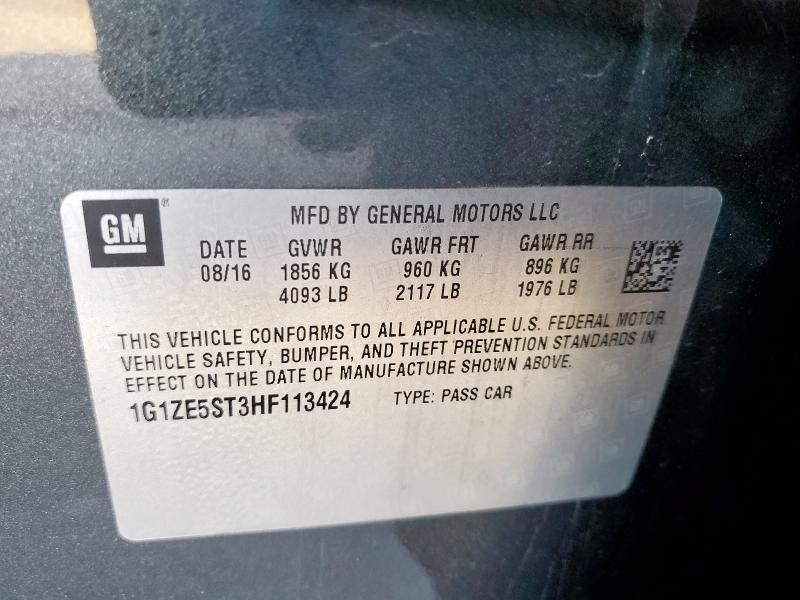 GM
MFD BY GENERAL MOTORS LLC
DATE GVWR GAWR FRT GAWR RR
08/16 1856 KG 960 KG 896 KG
4093 LB 2117 LB 1976 LB
THIS VEHICLE CONFORMS TO ALL APPLICABLE U.S. FEDERAL MOTOR
VEHICLE SAFETY, BUMPER, AND THEFT PREVENTION STANDARDS IN
EFFECT ON THE DATE OF MANUFACTURE SHOWN ABOVE.
1G1ZE5ST3HF113424 TYPE: PASS CAR